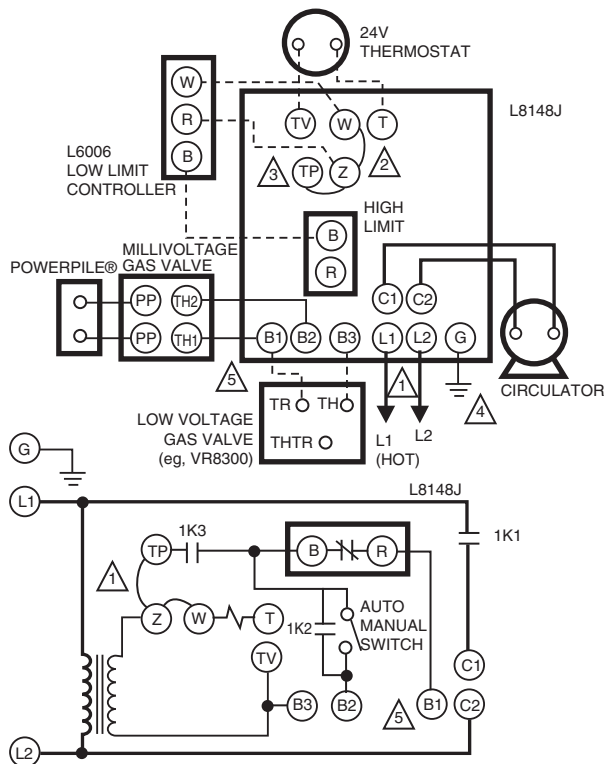 24V
THERMOSTAT
L8148J
W
R
B
L6006
LOW LIMIT
CONTROLLER
TV
W
T
3
TP
Z
2
HIGH
LIMIT
B
R
MILLIVOLTAGE
GAS VALVE
POWERPILE®
PP
TH2
PP
TH1
C1
C2
B1
B2
B3
L1
L2
G
5
1
4
CIRCULATOR
TR
TH
THTR
LOW VOLTAGE
GAS VALVE
(eg, VR8300)
L1
(HOT)
L2
G
L1
L8148J
1K3
TP
B
R
1K1
1
Z
W
T
1K2
AUTO
MANUAL
SWITCH
TV
C1
B3
B2
5
B1
C2
L2